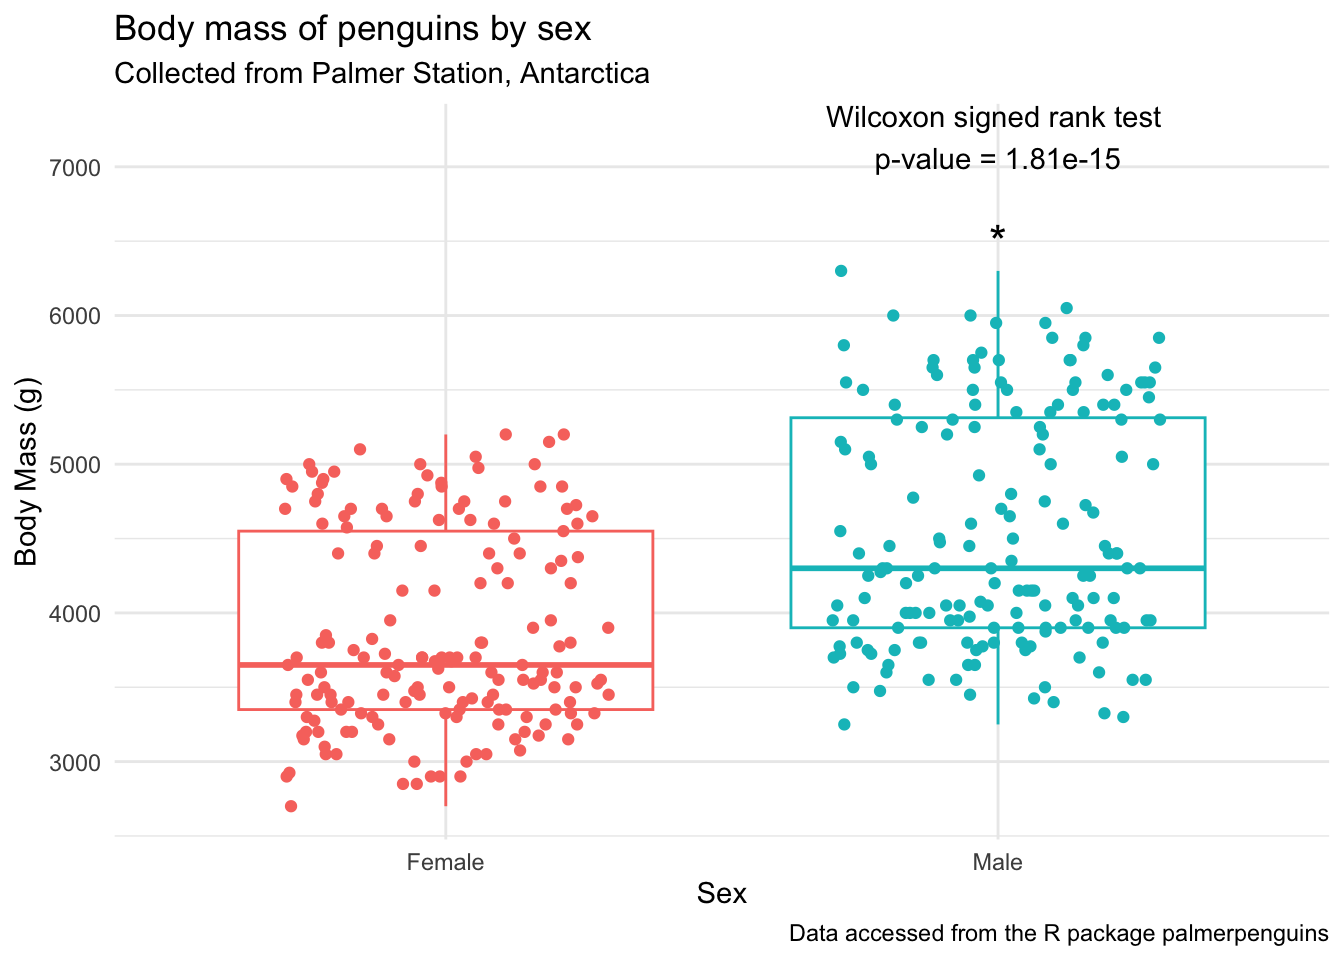 Body mass of penguins by sex
Collected from Palmer Station, Antarctica
Wilcoxon signed rank test
p-value = 1.81e-15
*
7000
6000
5000
4000
3000
Body Mass (g)
Female Male
Sex
Data accessed from the R package palmerpenguins